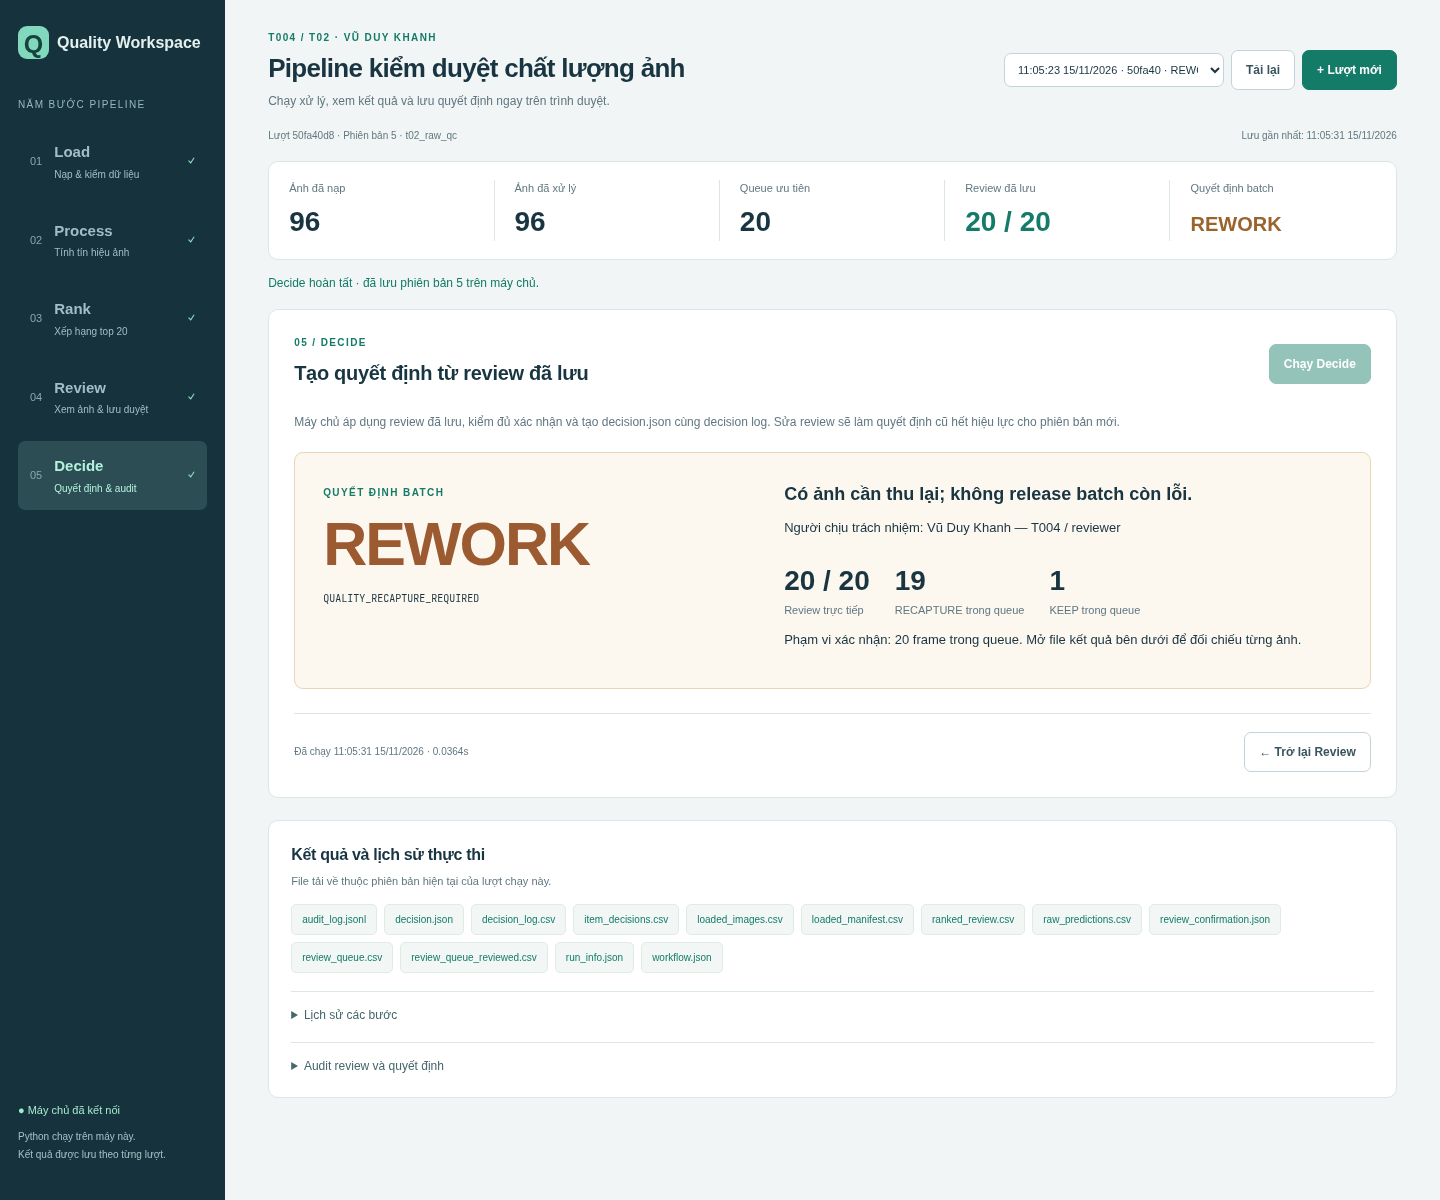 Q Quality Workspace
NĂM BƯỚC PIPELINE
01 Load ✓
Nạp & kiểm dữ liệu
02 Process ✓
Tính tín hiệu ảnh
03 Rank ✓
Xếp hạng top 20
04 Review ✓
Xem ảnh & lưu duyệt
05 Decide ✓
Quyết định & audit
● Máy chủ đã kết nối
Python chạy trên máy này.
Kết quả được lưu theo từng lượt.
T004 / T02 · VŨ DUY KHANH
Pipeline kiểm duyệt chất lượng ảnh
Chạy xử lý, xem kết quả và lưu quyết định ngay trên trình duyệt.
11:05:23 15/11/2026 · 50fa40 · REW
Tải lại
+ Lượt mới
Lượt 50fa40d8 · Phiên bản 5 · t02_raw_qc
Lưu gần nhất: 11:05:31 15/11/2026
Ảnh đã nạp
96
Ảnh đã xử lý
96
Queue ưu tiên
20
Review đã lưu
20 / 20
Quyết định batch
REWORK
Decide hoàn tất · đã lưu phiên bản 5 trên máy chủ.
05 / DECIDE
Tạo quyết định từ review đã lưu
Chạy Decide
Máy chủ áp dụng review đã lưu, kiểm đủ xác nhận và tạo decision.json cùng decision log. Sửa review sẽ làm quyết định cũ hết hiệu lực cho phiên bản mới.
QUYẾT ĐỊNH BATCH
REWORK
QUALITY_RECAPTURE_REQUIRED
Có ảnh cần thu lại; không release batch còn lỗi.
Người chịu trách nhiệm: Vũ Duy Khanh — T004 / reviewer
20 / 20
Review trực tiếp
19
RECAPTURE trong queue
1
KEEP trong queue
Phạm vi xác nhận: 20 frame trong queue. Mở file kết quả bên dưới để đối chiếu từng ảnh.
Đã chạy 11:05:31 15/11/2026 · 0.0364s
← Trở lại Review
Kết quả và lịch sử thực thi
File tải về thuộc phiên bản hiện tại của lượt chạy này.
audit_log.jsonl decision.json decision_log.csv item_decisions.csv loaded_images.csv loaded_manifest.csv ranked_review.csv raw_predictions.csv review_confirmation.json
review_queue.csv review_queue_reviewed.csv run_info.json workflow.json
▶ Lịch sử các bước
▶ Audit review và quyết định